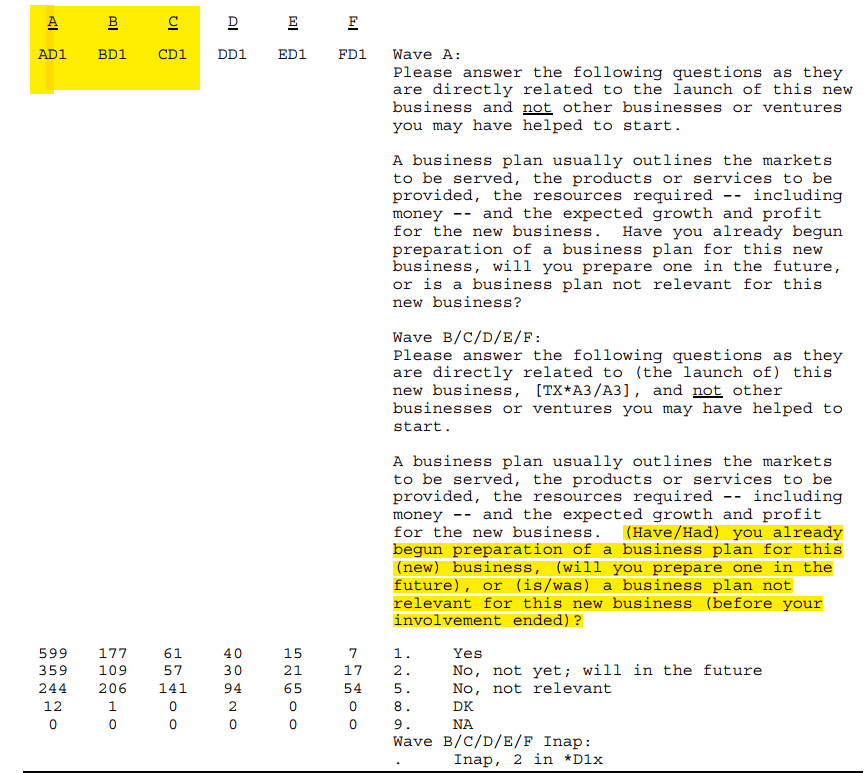 A B C D E F
AD1 BD1 CD1 DD1 ED1 FD1 Wave A:
Please answer the following questions as they
are directly related to the launch of this new
business and not other businesses or ventures
you may have helped to start.
A business plan usually outlines the markets
to be served, the products or services to be
provided, the resources required -- including
money -- and the expected growth and profit
for the new business. Have you already begun
preparation of a business plan for this new
business, will you prepare one in the future,
or is a business plan not relevant for this
new business?
Wave B/C/D/E/F:
Please answer the following questions as they
are directly related to (the launch of) this
new business, [TX*A3/A3], and not other
businesses or ventures you may have helped to
start.
A business plan usually outlines the markets
to be served, the products or services to be
provided, the resources required -- including
money -- and the expected growth and profit
for the new business. (Have/Had) you already
begun preparation of a business plan for this
(new) business, (will you prepare one in the
future), or (is/was) a business plan not
relevant for this new business (before your
involvement ended)?
599 177 61 40 15 7 1. Yes
359 109 57 30 21 17 2. No, not yet; will in the future
244 206 141 94 65 54 5. No, not relevant
12 1 0 2 0 0 8. DK
0 0 0 0 0 0 9. NA
Wave B/C/D/E/F Inap:
. Inap, 2 in *D1x